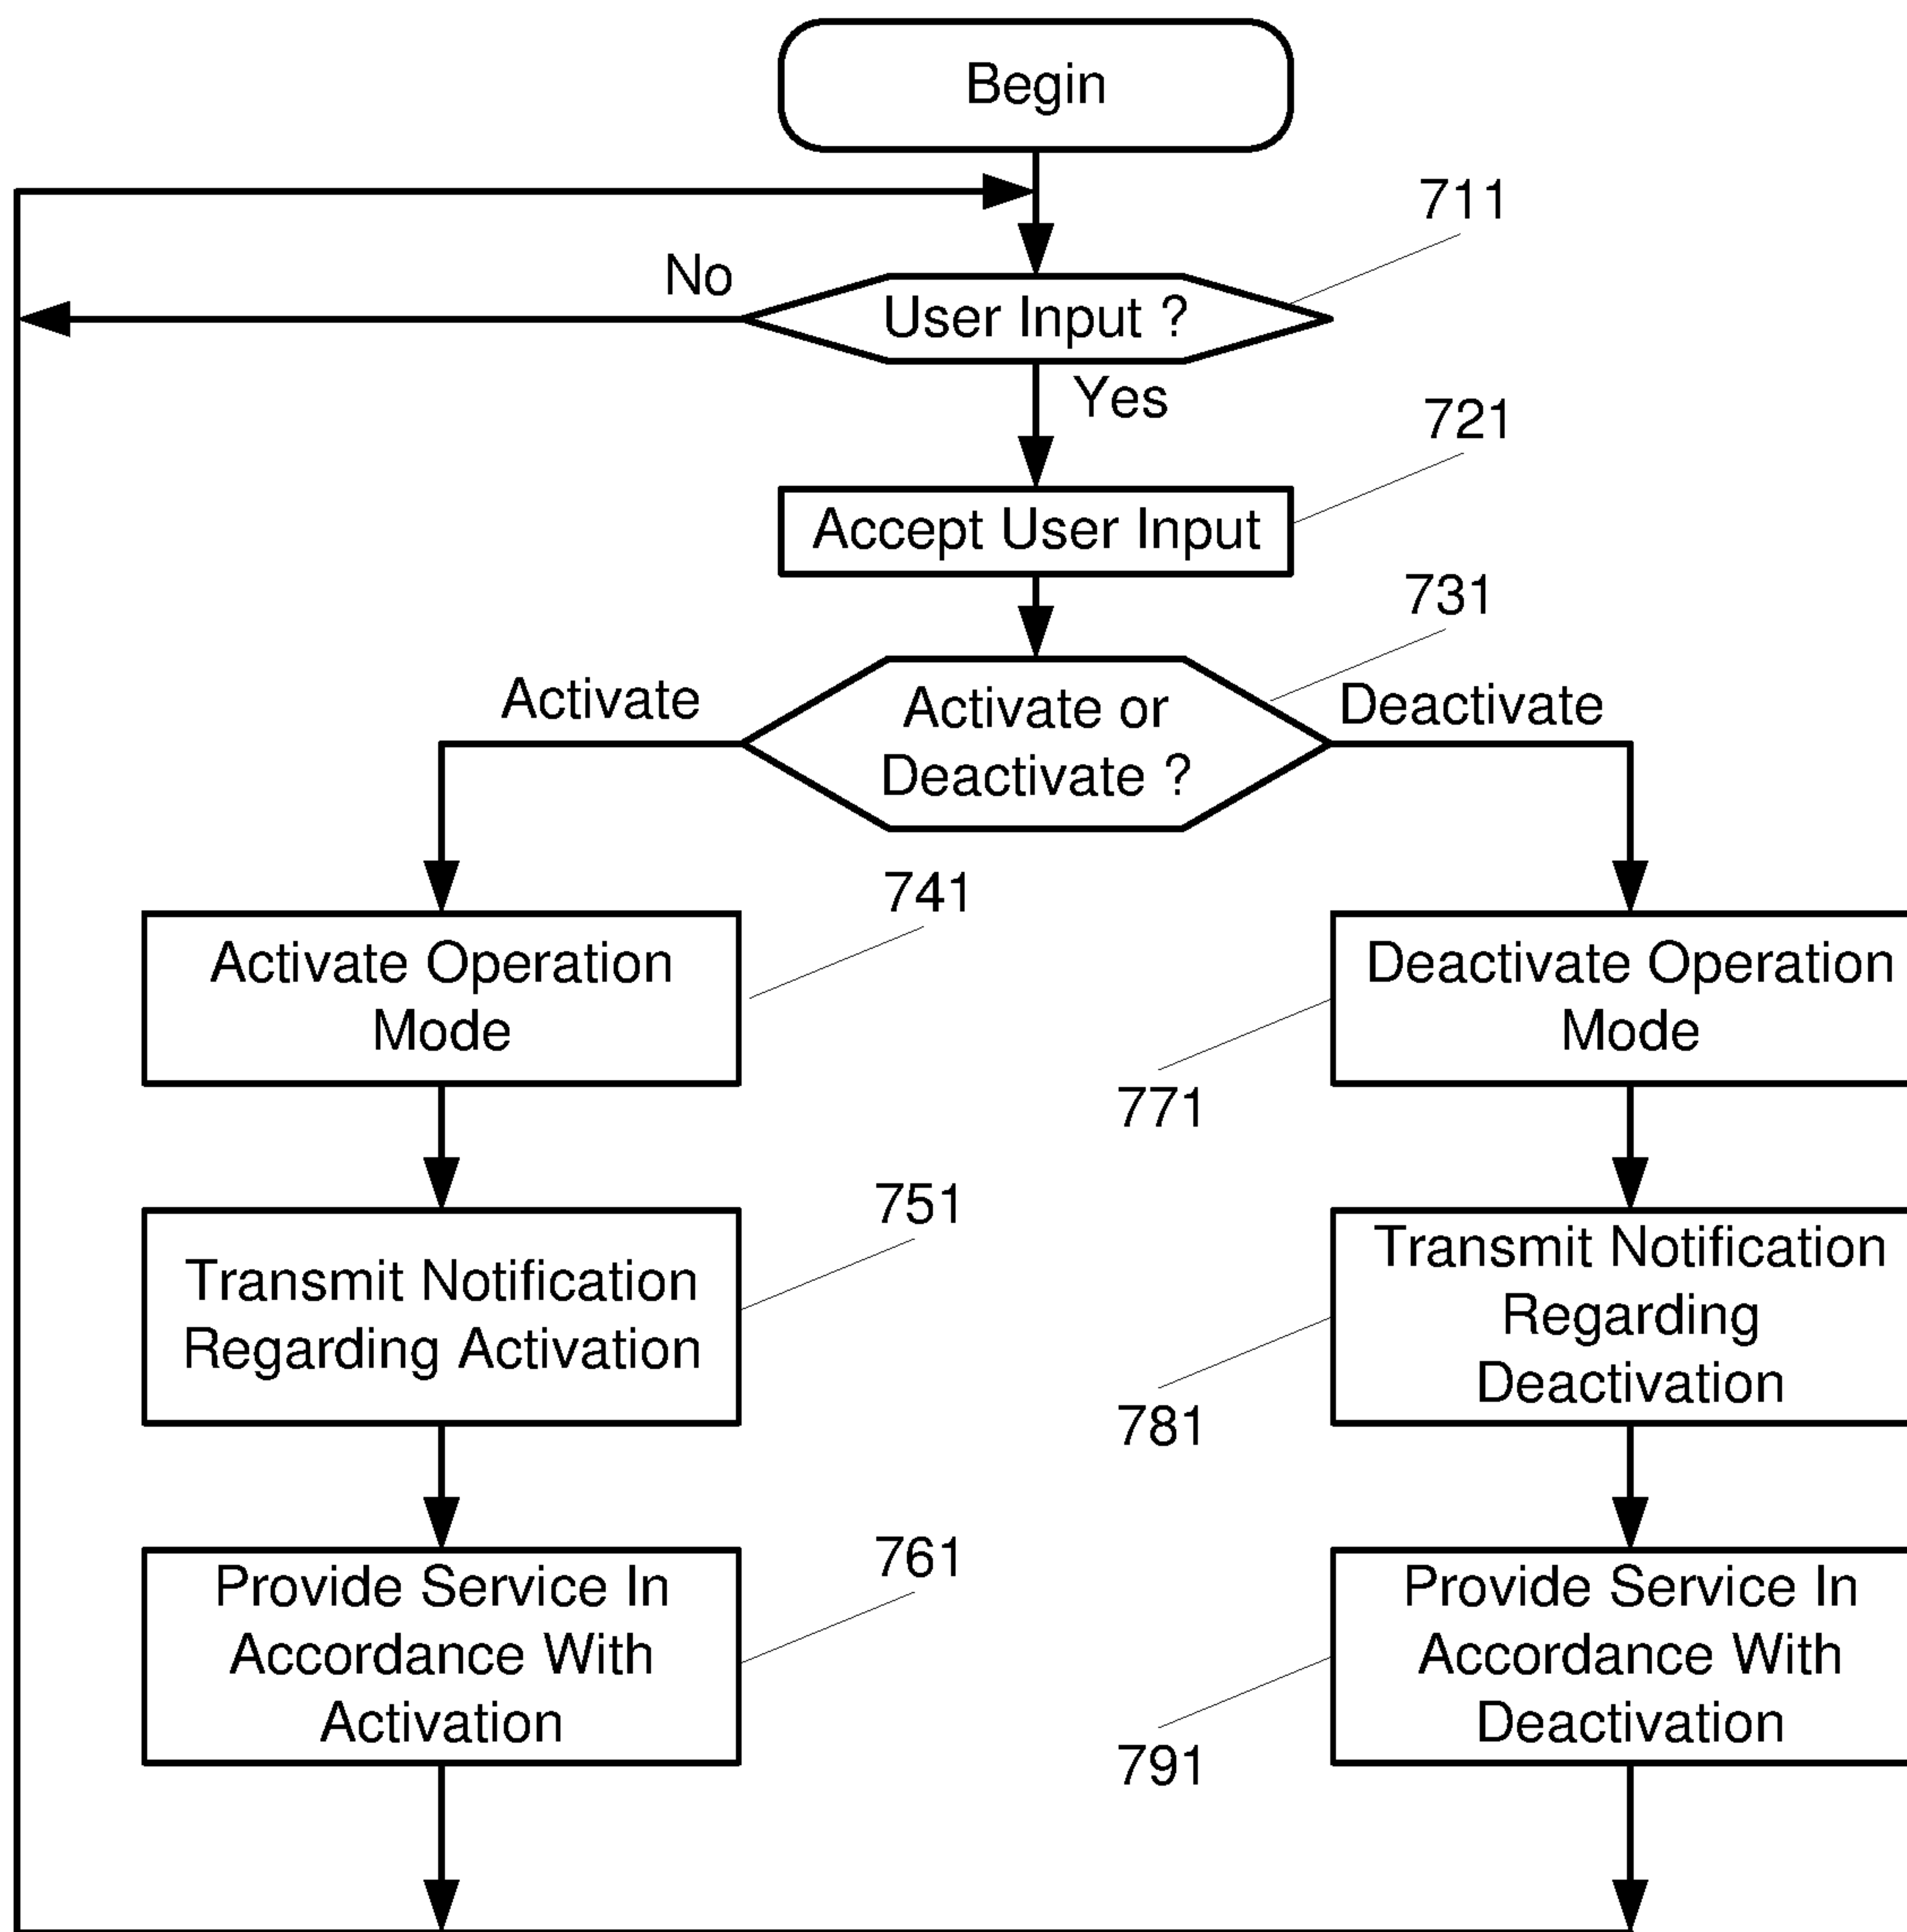 Begin
711
No
User Input ?
Yes
721
Accept User Input
731
Activate
Activate or
Deactivate ?
Deactivate
741
Activate Operation
Mode
Deactivate Operation
Mode
771
751
Transmit Notification
Regarding Activation
Transmit Notification
Regarding
Deactivation
781
761
Provide Service In
Accordance With
Activation
Provide Service In
Accordance With
Deactivation
791